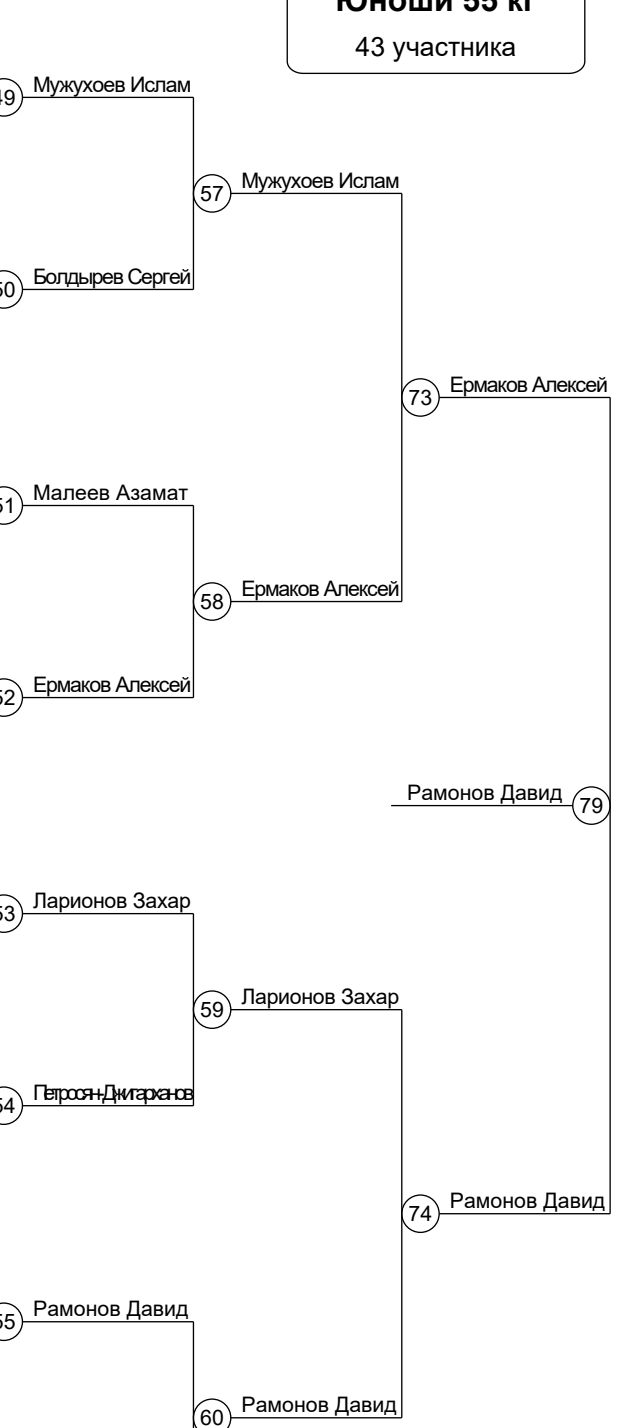 Юноши 55 кг
43 участника
49 Мужухоев Ислам
57 Мужухоев Ислам
50 Болдырев Сергей
73 Ермаков Алексей
51 Малеев Азамат
58 Ермаков Алексей
52 Ермаков Алексей
Рамонов Давид 79
53 Ларионов Захар
59 Ларионов Захар
54 Петросян-Джигарханов
74 Рамонов Давид
55 Рамонов Давид
60 Рамонов Давид